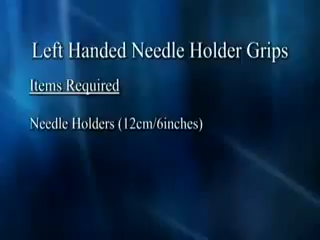 Left Handed Needle Holder Grips
Items Required
Needle Holders (12cm/6inches)